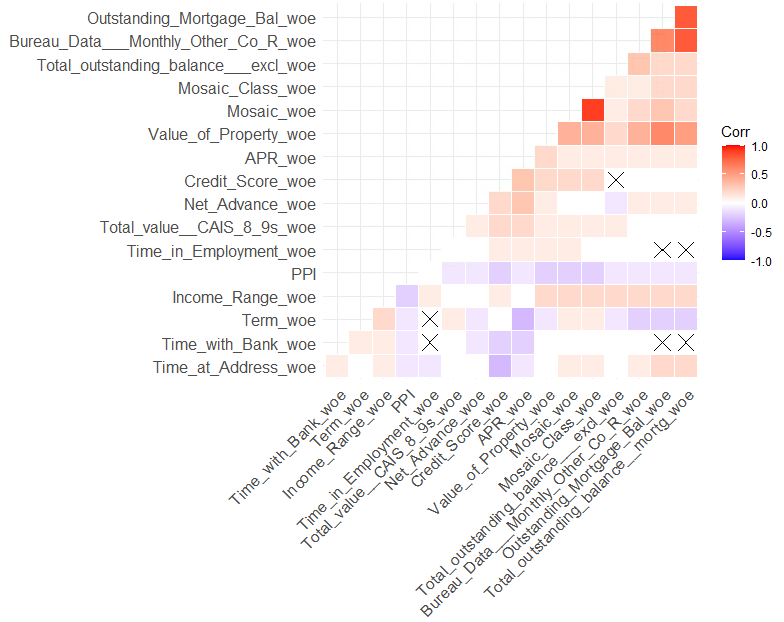 Outstanding_Mortgage_Bal_woe
Bureau_Data___Monthly_Other_Co_R_woe
Total_outstanding_balance___excl_woe
Mosaic_Class_woe
Mosaic_woe
Value_of_Property_woe
APR_woe
Credit_Score_woe
Net_Advance_woe
Total_value__CAIS_8_9s_woe
Time_in_Employment_woe
PPI
Income_Range_woe
Term_woe
Time_with_Bank_woe
Time_at_Address_woe
Corr
1.0
0.5
0.0
-0.5
-1.0
Time_with_Bank_woe
Term_woe
Income_Range_woe
PPI
Time_in_Employment_woe
Total_value__CAIS_8_9s_woe
Net_Advance_woe
Credit_Score_woe
APR_woe
Value_of_Property_woe
Mosaic_woe
Mosaic_Class_woe
Total_outstanding_balance___excl_woe
Bureau_Data___Monthly_Other_Co_R_woe
Outstanding_Mortgage_Bal_woe
Total_outstanding_balance___mortg_woe